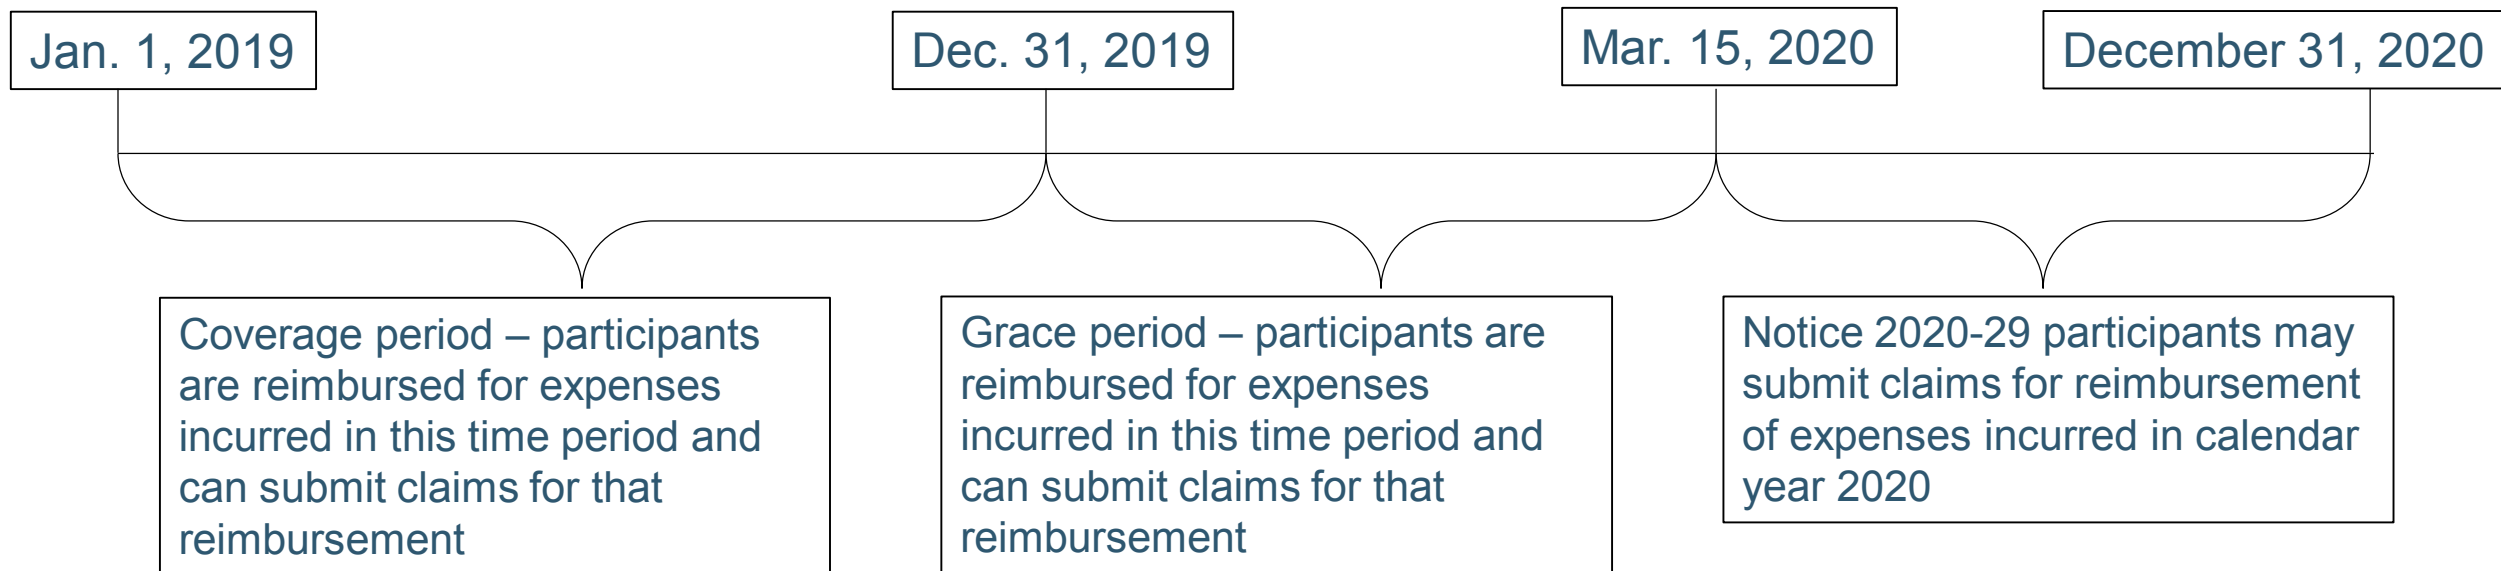 Jan. 1, 2019
Dec. 31, 2019
Mar. 15, 2020
December 31, 2020
Coverage period – participants
are reimbursed for expenses
incurred in this time period and
can submit claims for that
reimbursement
Grace period – participants are
reimbursed for expenses
incurred in this time period and
can submit claims for that
reimbursement
Notice 2020-29 participants may
submit claims for reimbursement
of expenses incurred in calendar
year 2020